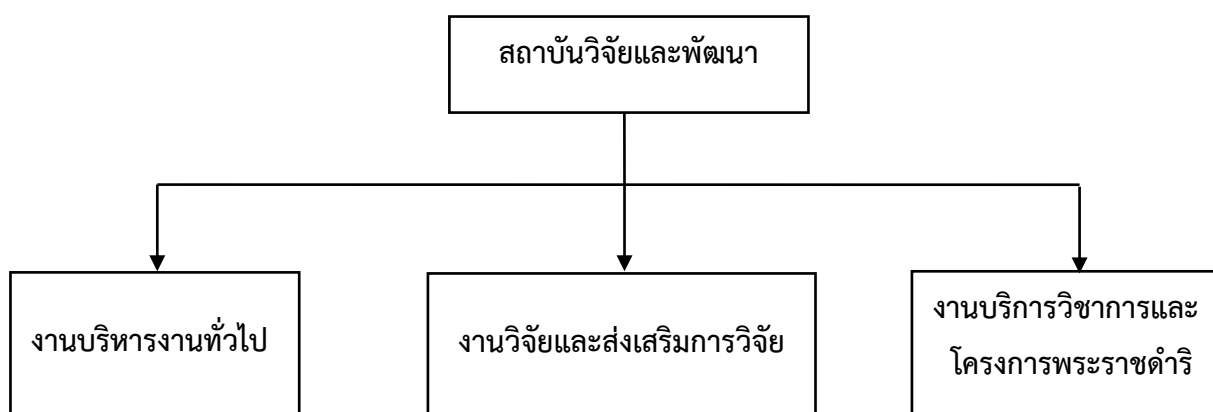 สถาบันวิจัยและพัฒนา
งานบริหารงานทั่วไป
งานวิจัยและส่งเสริมการวิจัย
งานบริการวิชาการและ
โครงการพระราชดำริ